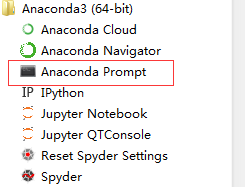 Anaconda3 (64-bit)
Anaconda Cloud
Anaconda Navigator
Anaconda Prompt
IP IPython
Jupyter Notebook
Jupyter QTConsole
Reset Spyder Settings
Spyder